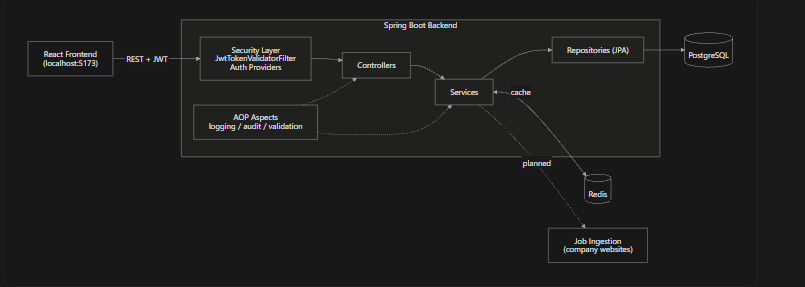 Spring Boot Backend
React Frontend
(localhost:5173)
REST + JWT
Security Layer
JwtTokenValidatorFilter
Auth Providers
Controllers
Repositories (JPA)
PostgreSQL
Services
cache
AOP Aspects
logging / audit / validation
planned
Redis
Job Ingestion
(company websites)